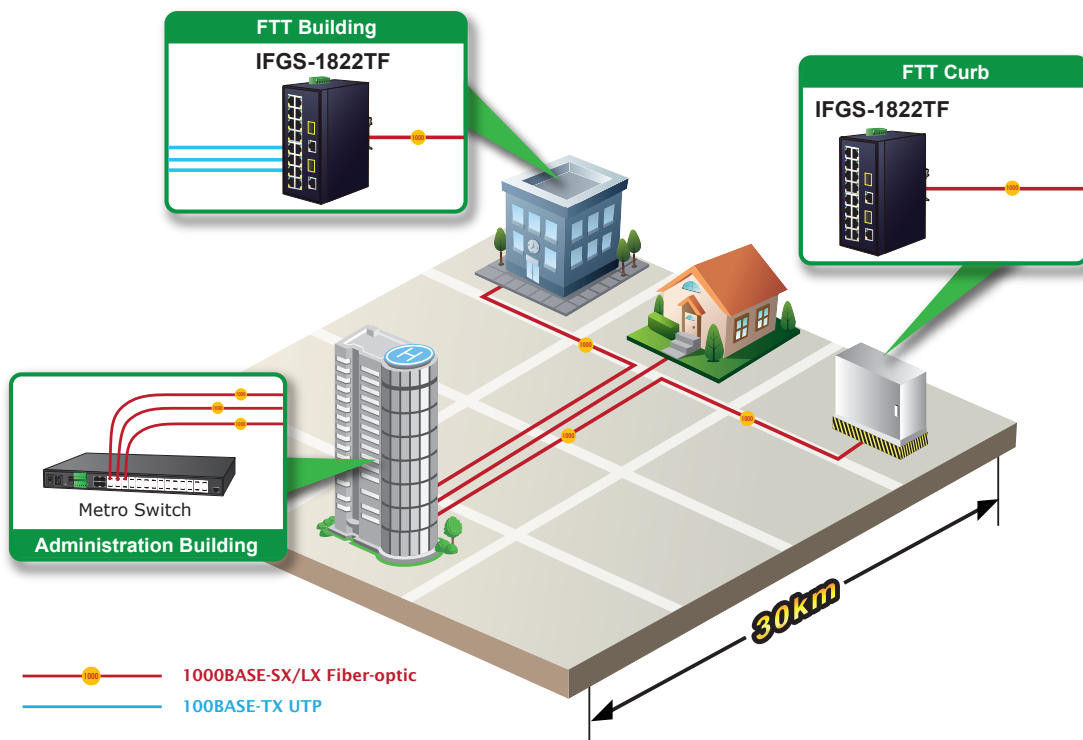 FTT Building
IFGS-1822TF
1000
FTT Curb
IFGS-1822TF
1000
H
1000
1000
1000
1000
1000
1000
Metro Switch
Administration Building
30km
1000 1000BASE-SX/LX Fiber-optic
100BASE-TX UTP